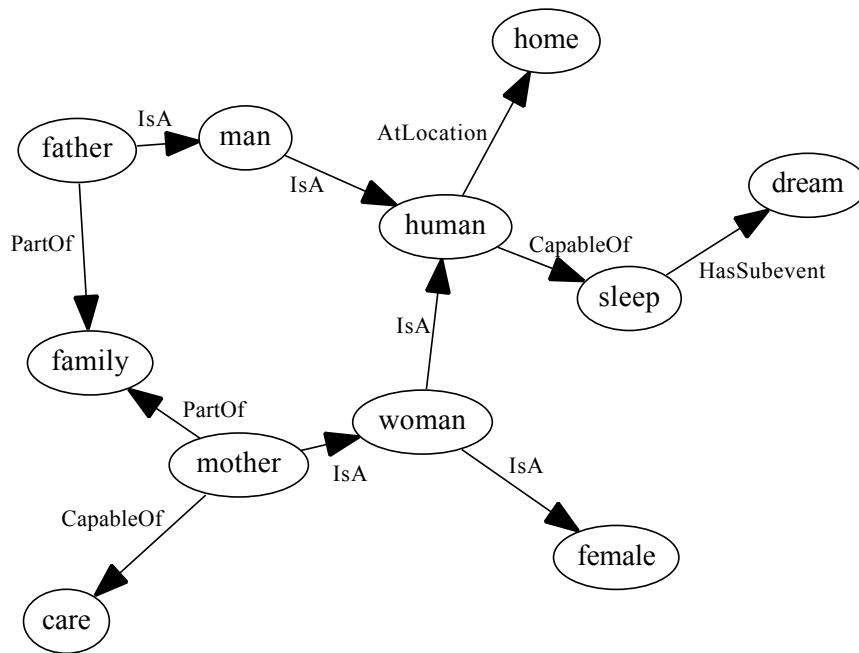 home
IsA
man
AtLocation
father
dream
IsA
human
CapableOf
PartOf
HasSubevent
sleep
IsA
family
PartOf
woman
mother
IsA
IsA
CapableOf
female
care